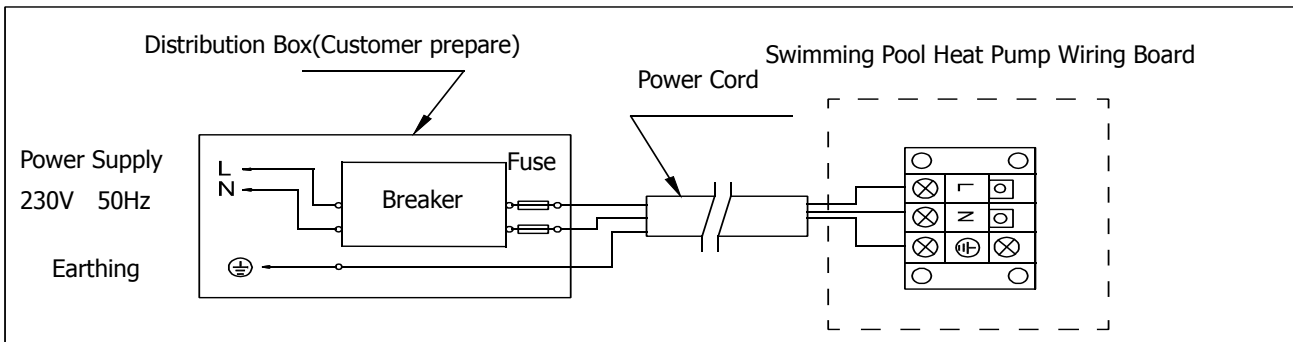 Distribution Box(Customer prepare)
Swimming Pool Heat Pump Wiring Board
Power Cord
Power Supply
230V 50Hz
L
N
Fuse
Breaker
Earthing
L
N